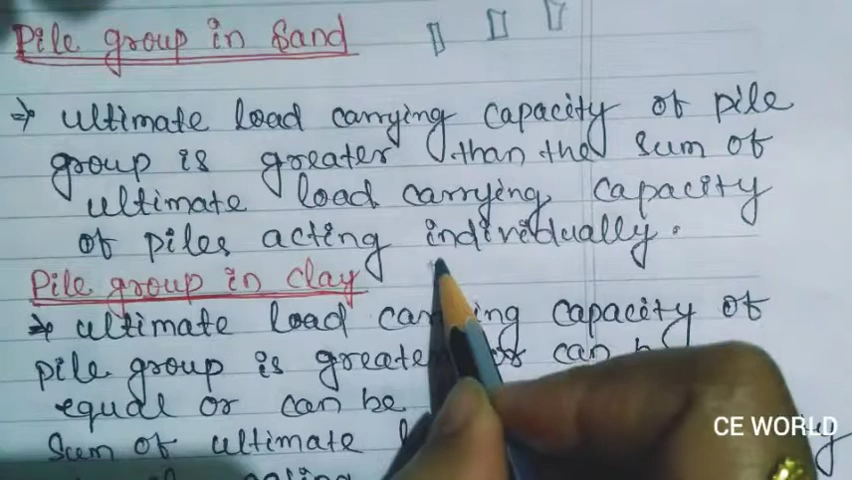 Pile group in Sand
⇒ ultimate load carrying capacity of pile
group is greater than the sum of
ultimate load carrying capacity
of piles acting individually.
Pile group in clay
⇒ ultimate load capacity of
pile group is can
equal or can be
Sum of ultimate
CE WORLD